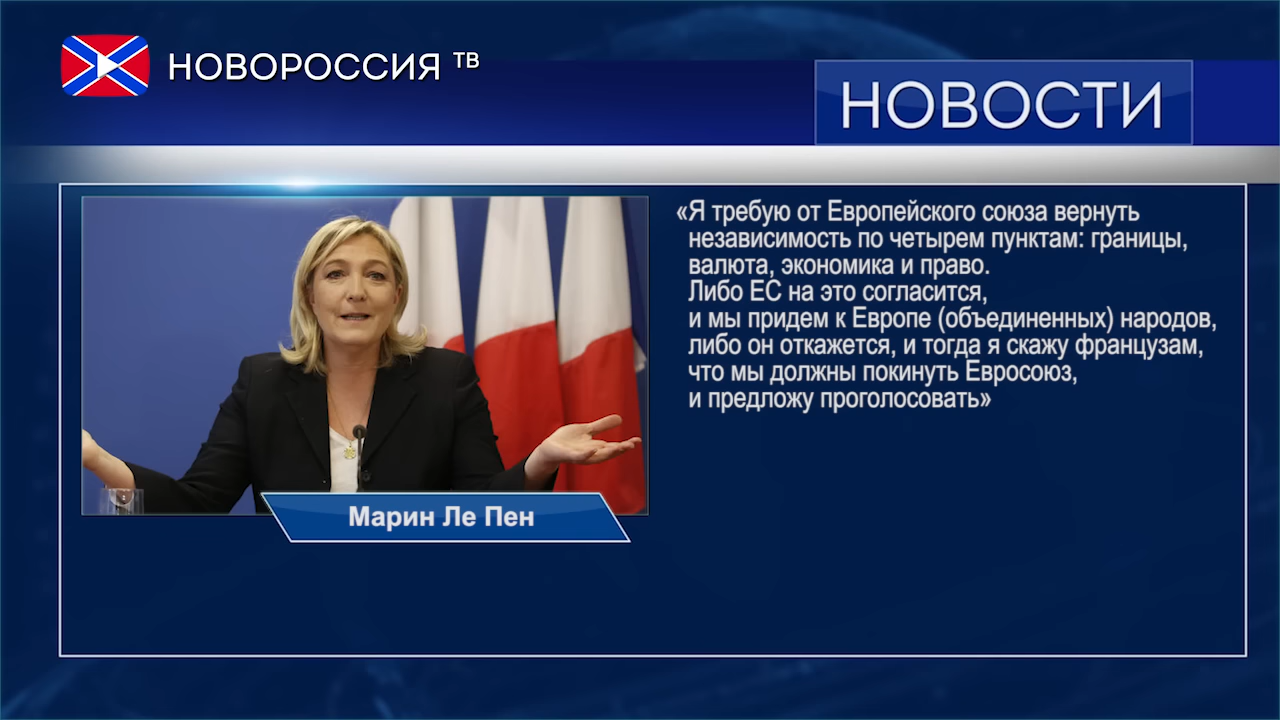 НОВОРОССИЯ ТВ
НОВОСТИ
«Я требую от Европейского союза вернуть
независимость по четырем пунктам: границы,
валюта, экономика и право.
Либо ЕС на это согласится,
и мы придем к Европе (объединенных) народов,
либо он откажется, и тогда я скажу французам,
что мы должны покинуть Евросоюз,
и предложу проголосовать»
Марин Ле Пен